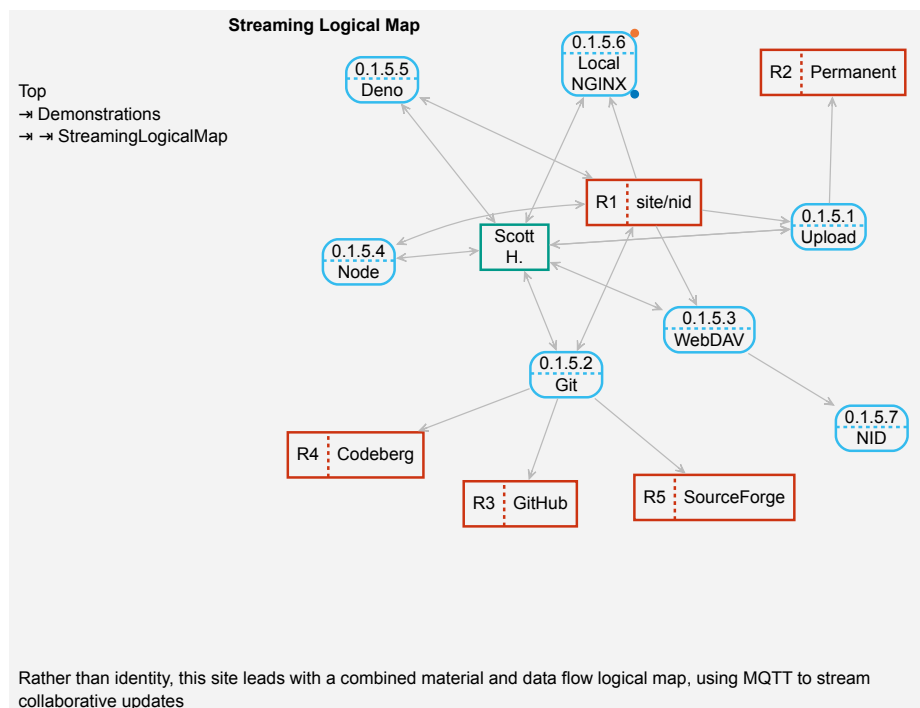 Streaming Logical Map
Top
⇥ Demonstrations
⇥ ⇥ StreamingLogicalMap
0.1.5.5
Deno
0.1.5.6
Local
NGINX
R2 Permanent
R1 site/nid
0.1.5.1
Upload
0.1.5.4
Node
Scott
H.
0.1.5.3
WebDAV
0.1.5.2
Git
0.1.5.7
NID
R4 Codeberg
R3 GitHub
R5 SourceForge
Rather than identity, this site leads with a combined material and data flow logical map, using MQTT to stream
collaborative updates